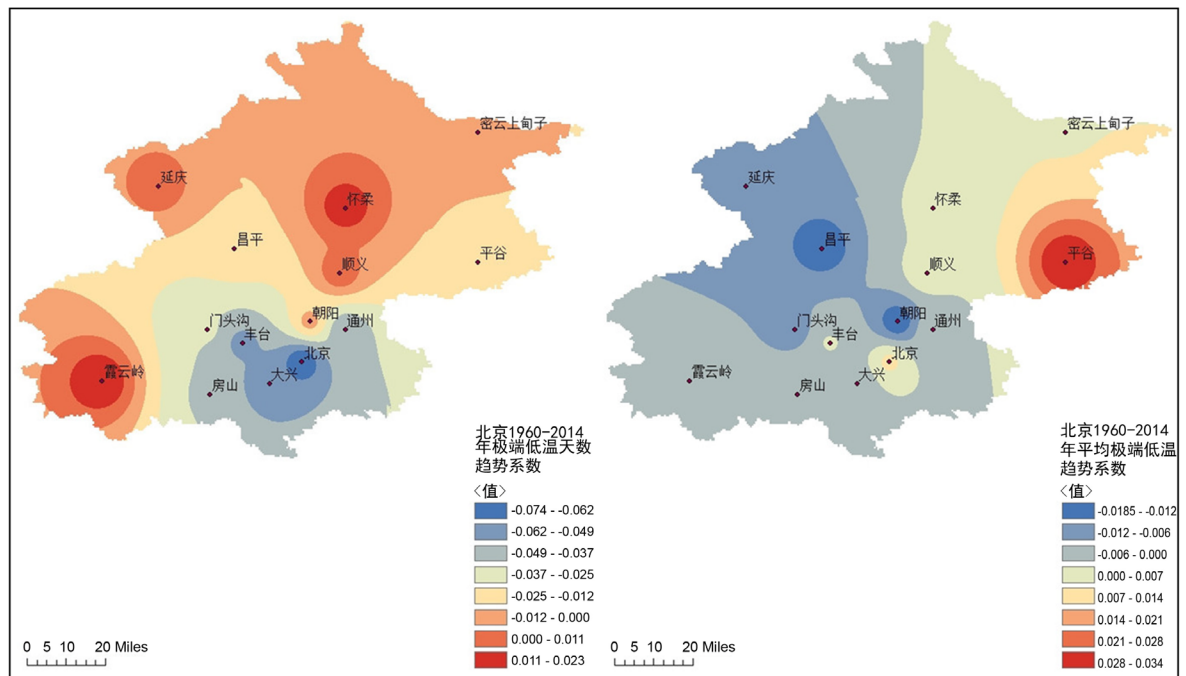 密云上甸子
延庆
怀柔
昌平
平谷
顺义
朝阳
门头沟
通州
丰台
北京
霞云岭
大兴
房山
北京1960-2014
年极端低温天数
趋势系数
<值>
-0.074 - -0.062
-0.062 - -0.049
-0.049 - -0.037
-0.037 - -0.025
-0.025 - -0.012
-0.012 - 0.000
0.000 - 0.011
0.011 - 0.023
0 5 10 20 Miles
密云上甸子
延庆
怀柔
昌平
平谷
顺义
朝阳
门头沟
通州
丰台
北京
霞云岭
大兴
房山
北京1960-2014
年平均极端低温
趋势系数
<值>
-0.0185 - -0.012
-0.012 - -0.006
-0.006 - 0.000
0.000 - 0.007
0.007 - 0.014
0.014 - 0.021
0.021 - 0.028
0.028 - 0.034
0 5 10 20 Miles